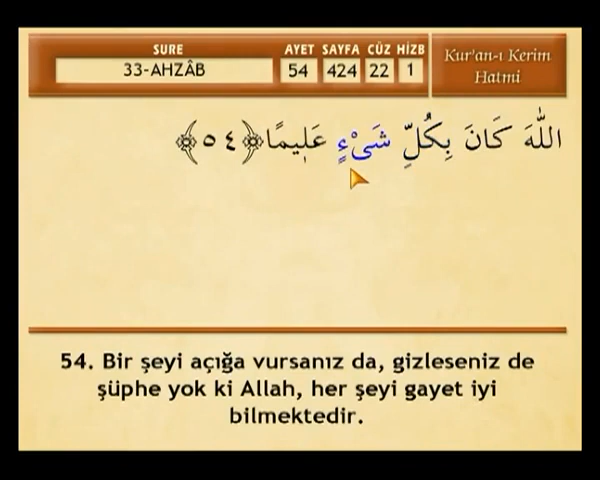 SURE AYET SAYFA CÜZ HİZB
33-AHZÂB 54 424 22 1
Kur'an-ı Kerim
Hatmi
اللّٰهَ كَانَ بِكُلِّ شَیْءٍ عَلِیمًا ﴿٥٤﴾
54. Bir şeyi açığa vursanız da, gizleseniz de
şüphe yok ki Allah, her şeyi gayet iyi
bilmektedir.